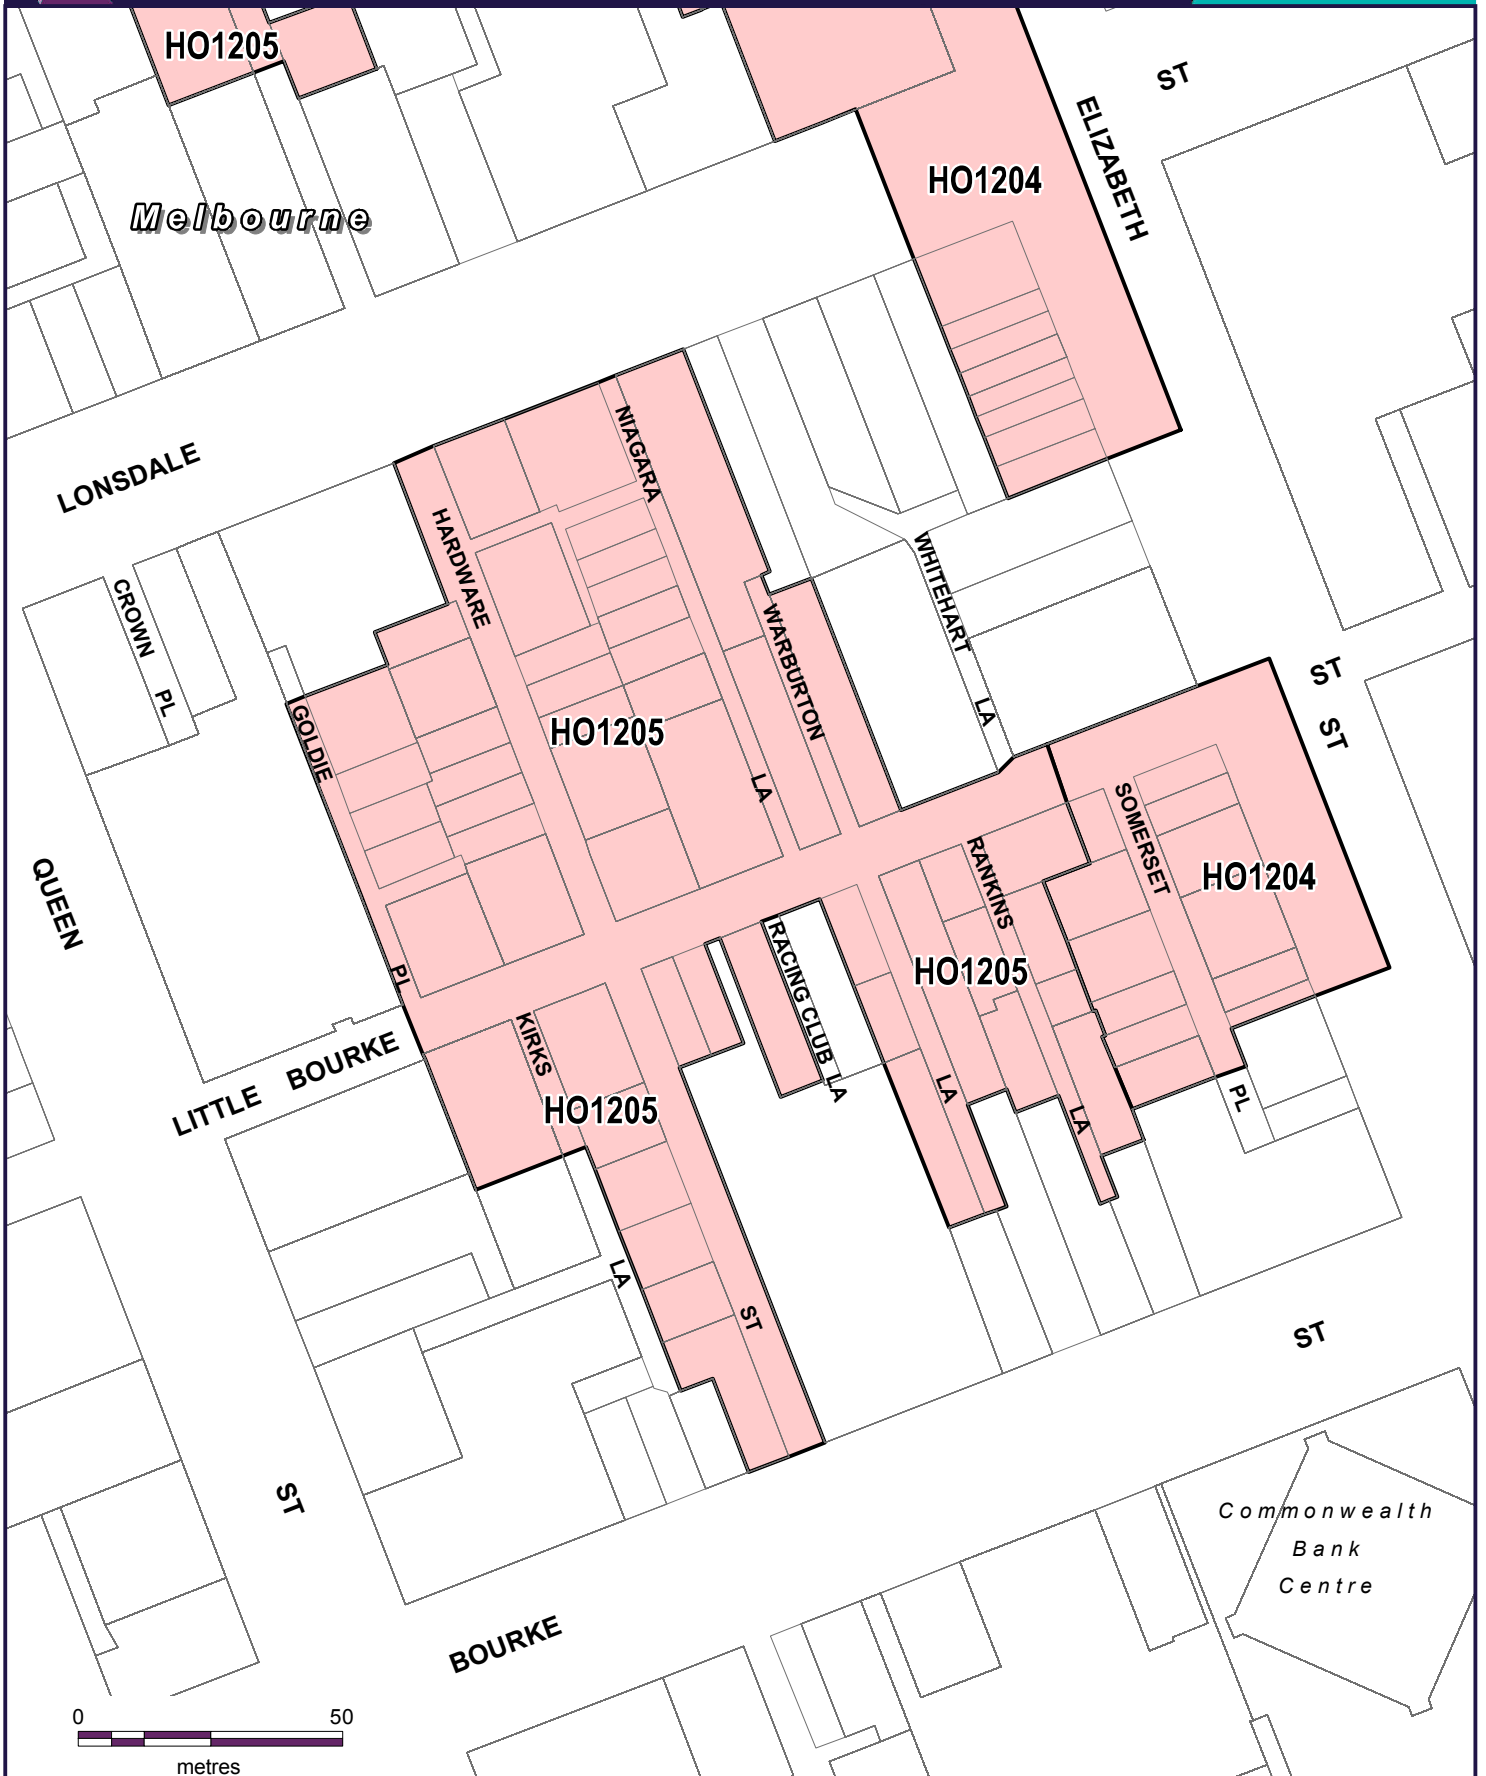 HO1205
ST
ELIZABETH
HO1204
Melbourne
NIAGARA
LONSDALE
HARDWARE
WHITEHART
CROWN
WARBURTON
ST
PL
LA
GOLDIE
HO1205
ST
LA
SOMERSET
QUEEN
RANKINS
HO1204
PL
RACING CLUB LA
HO1205
KIRKS
LITTLE BOURKE
LA
PL
HO1205
LA
LA
ST
ST
ST
Commonwealth
Bank
Centre
BOURKE
0 50
metres